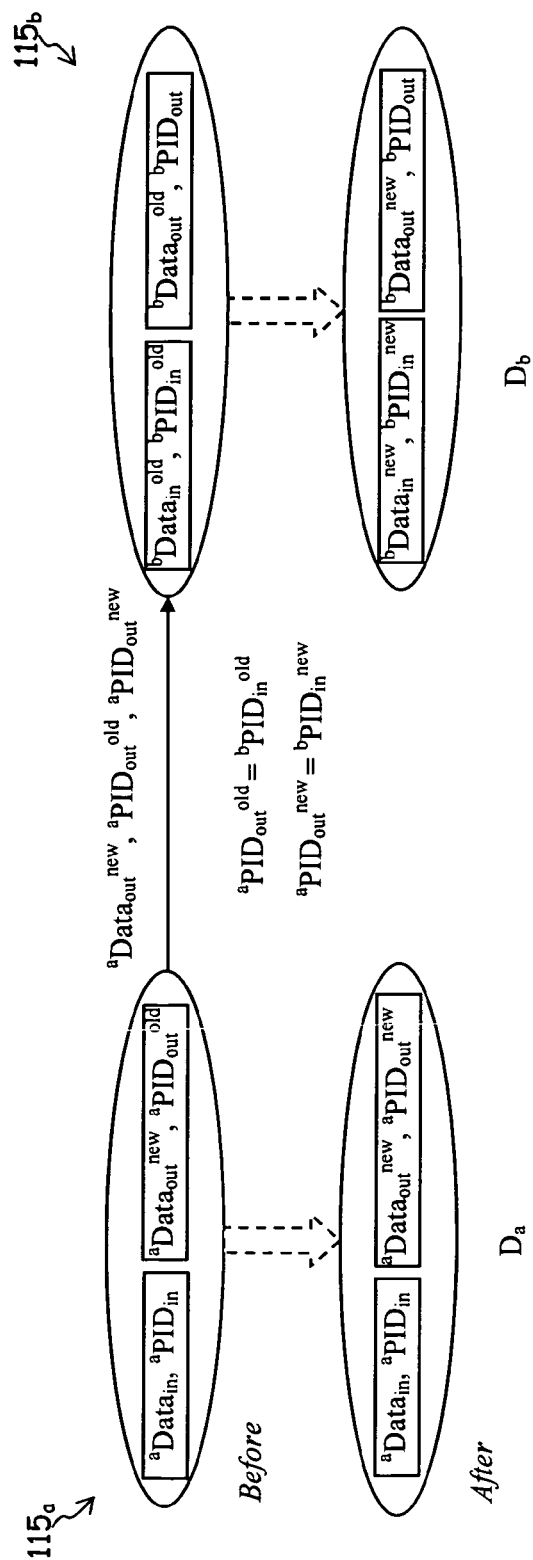 115a
115b
aDatain, aPIDin
aDataoutnew, aPIDoutold
aDataoutnew, aPIDoutold, aPIDoutnew
bDatainold, bPIDinold
bDataoutold, bPIDout
Before
aPIDoutold = bPIDinold
aPIDoutnew = bPIDinnew
aDatain, aPIDin
aDataoutnew, aPIDoutnew
bDatainnew, bPIDinnew
bDataoutnew, bPIDout
After
Da
Db